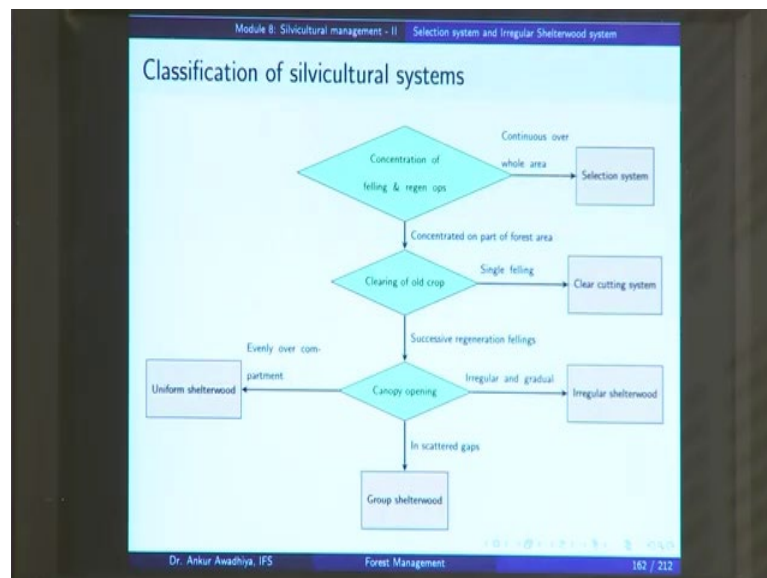 Module 8: Silvicultural management - II Selection system and Irregular Shelterwood system
Classification of silvicultural systems
Concentration of
felling & regen ops
Continuous over
whole area
Selection system
Concentrated on part of forest area
Clearing of old crop
Single felling
Clear cutting system
Successive regeneration fellings
Evenly over com-
partment
Uniform shelterwood
Canopy opening
Irregular and gradual
Irregular shelterwood
In scattered gaps
Group shelterwood
Dr. Ankur Awadhiya, IFS Forest Management 162 / 212